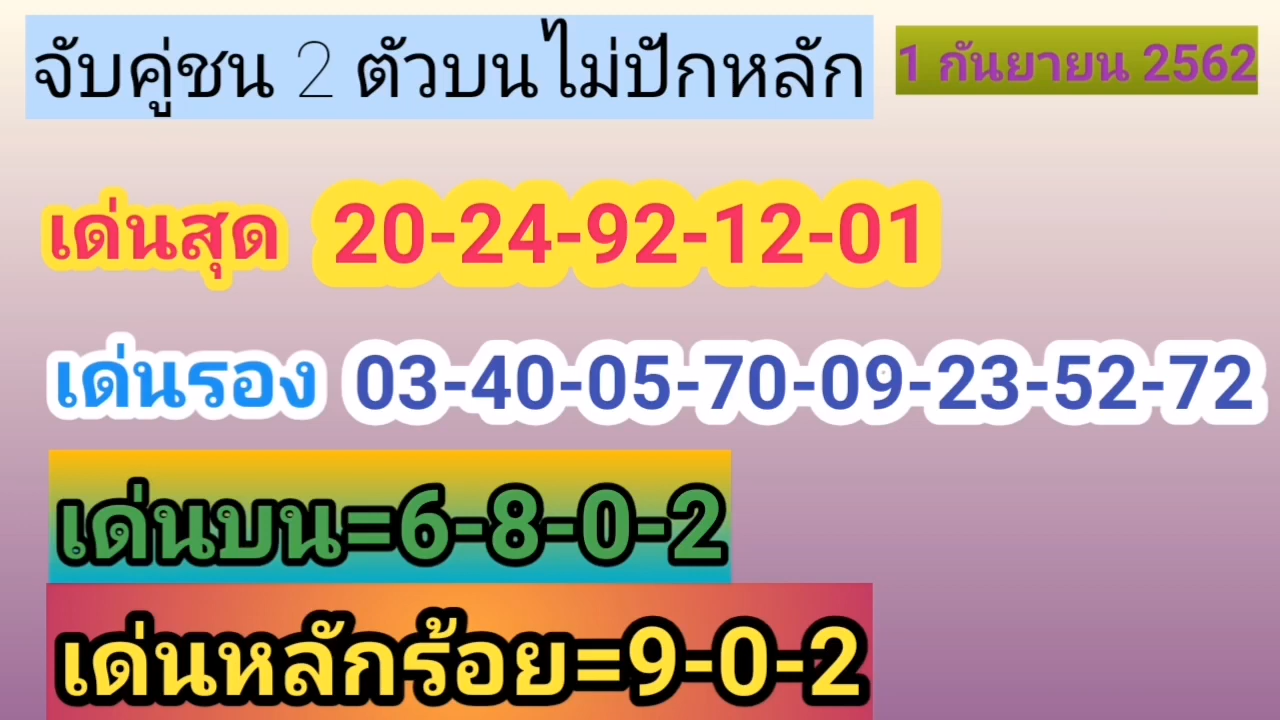 จับคู่ชน 2 ตัวบนไม่ปักหลัก
1 กันยายน 2562
เด่นสุด 20-24-92-12-01
เด่นรอง 03-40-05-70-09-23-52-72
เด่นบน=6-8-0-2
เด่นหลักร้อย=9-0-2